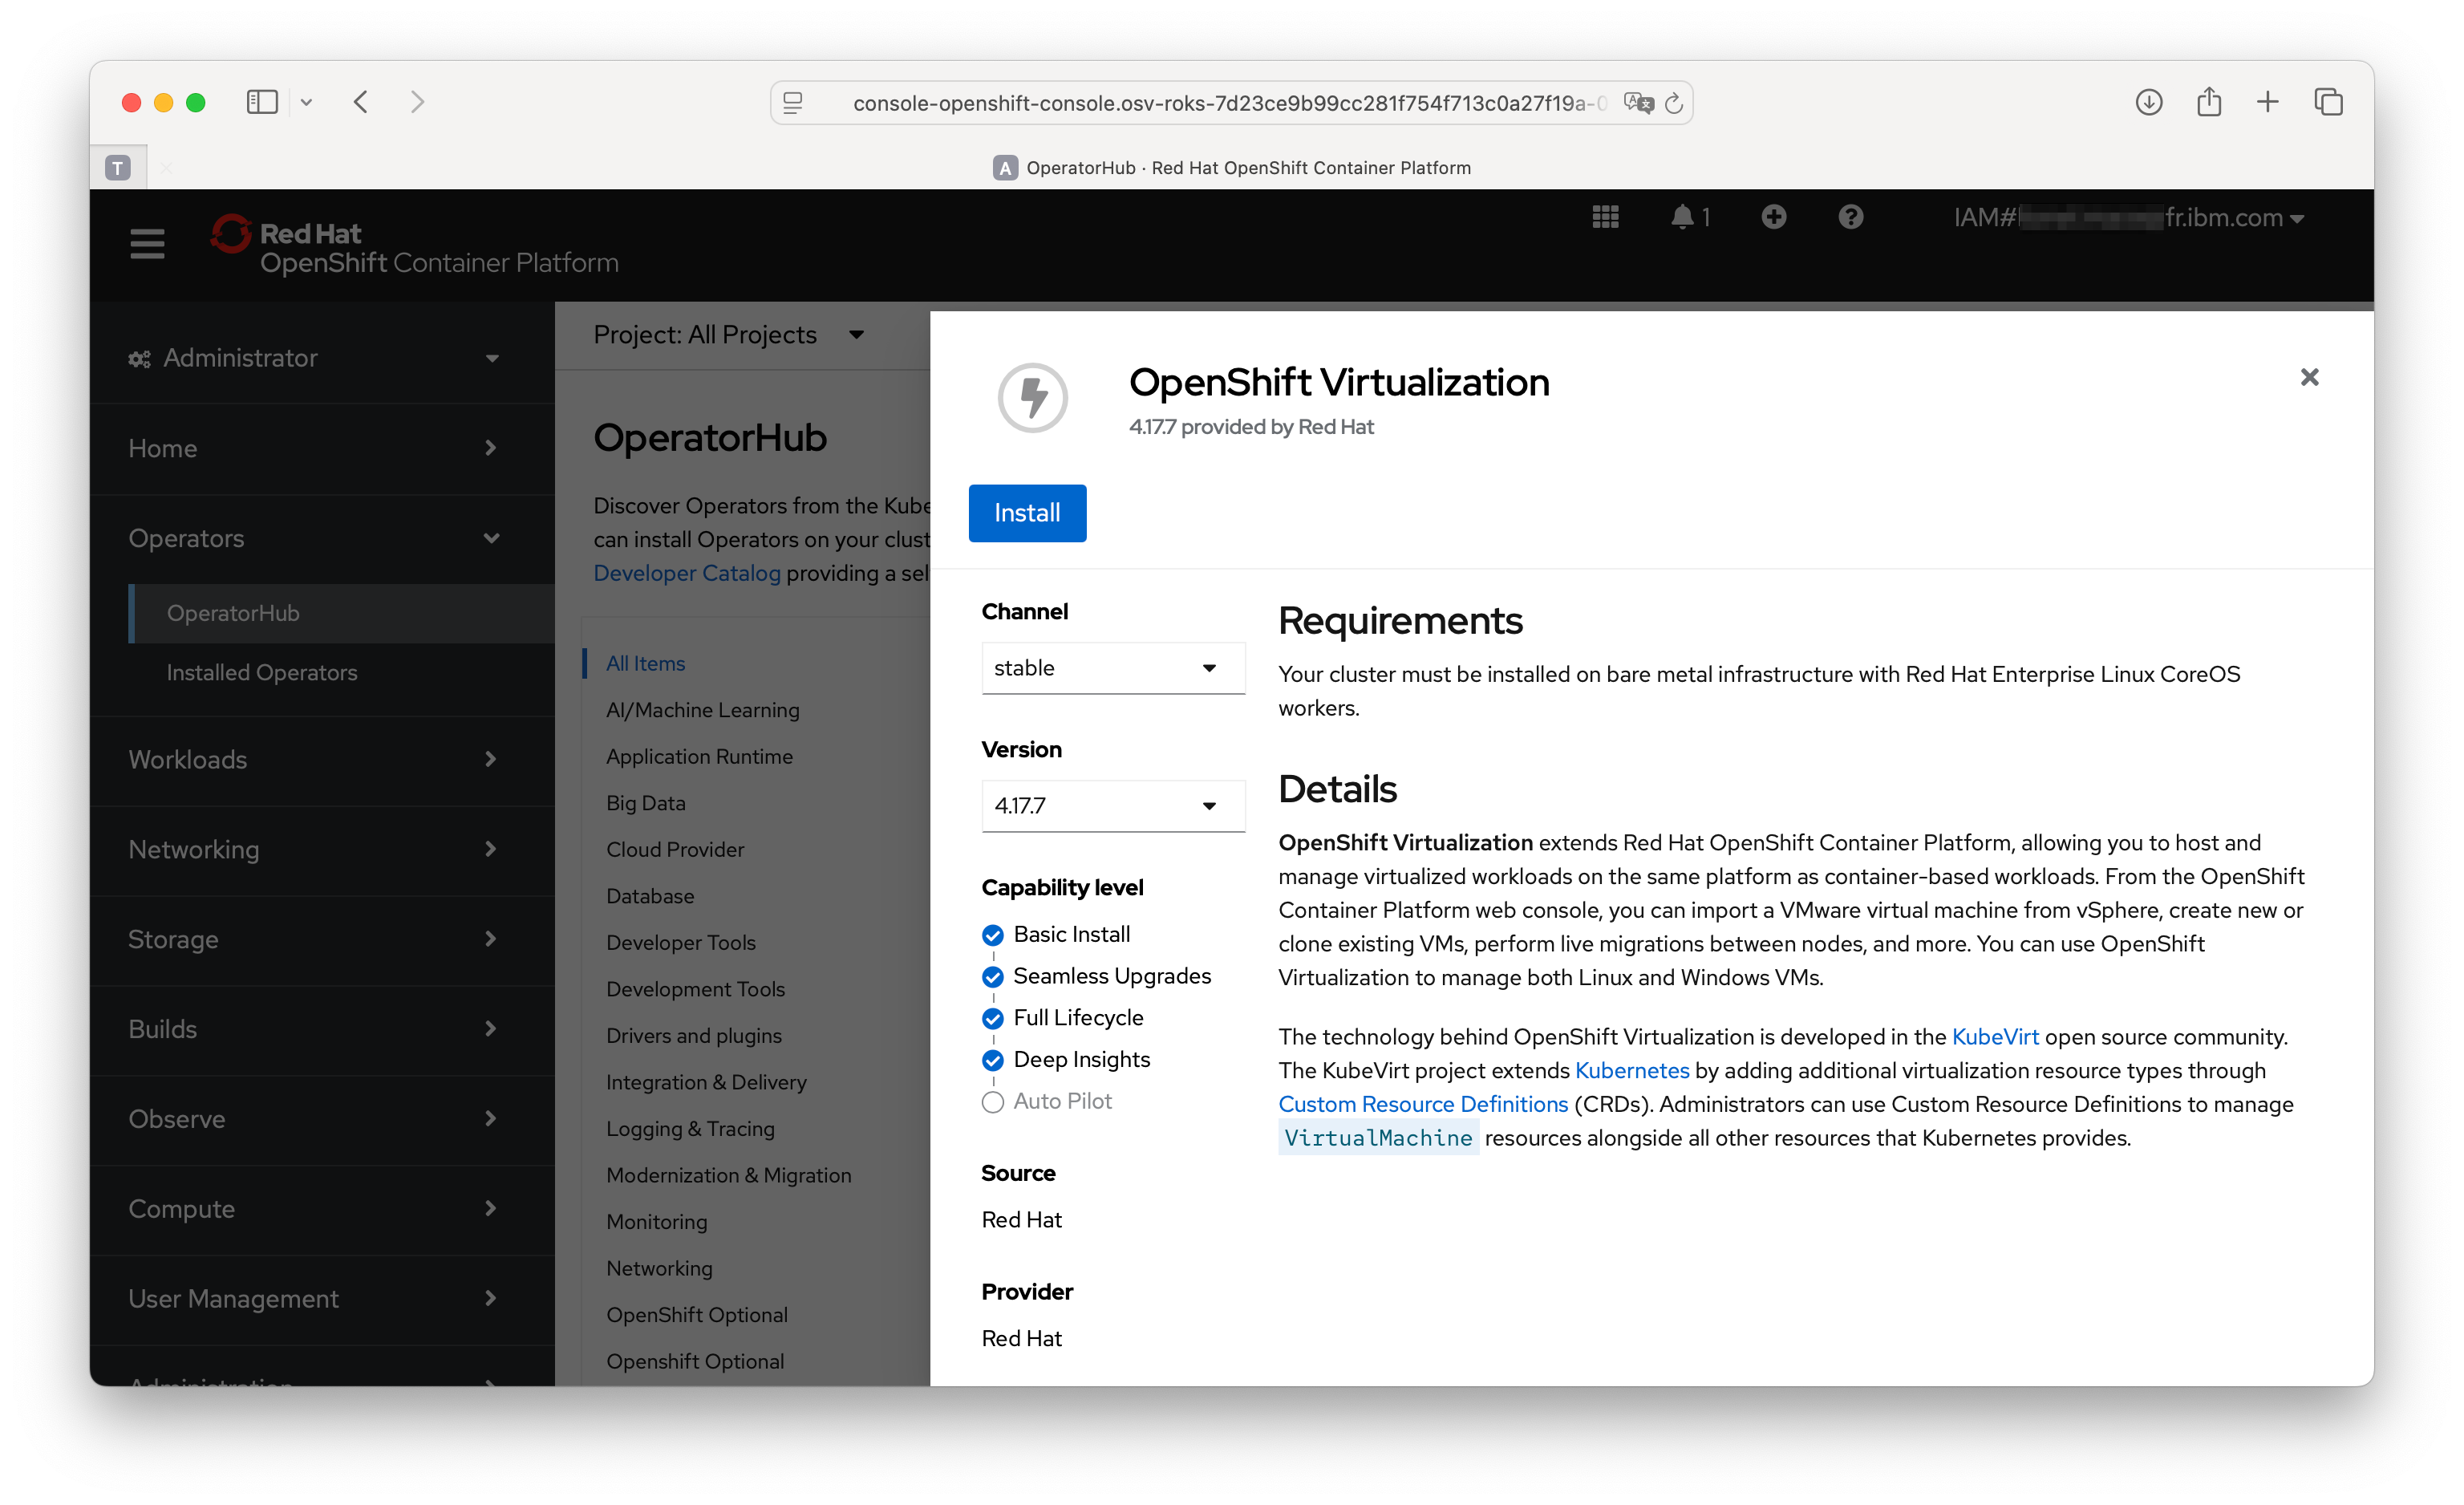 console-openshift-console.osv-roks-7d23ce9b99cc281f754f713c0a27f19a-0
T
A OperatorHub · Red Hat OpenShift Container Platform
Red Hat
OpenShift Container Platform
1
IAM#
fr.ibm.com
Administrator
Home
Operators
OperatorHub
Installed Operators
Workloads
Networking
Storage
Builds
Observe
Compute
User Management
Administration
Project: All Projects
OperatorHub
Discover Operators from the Kube
can install Operators on your clust
Developer Catalog providing a sel
All Items
AI/Machine Learning
Application Runtime
Big Data
Cloud Provider
Database
Developer Tools
Development Tools
Drivers and plugins
Integration & Delivery
Logging & Tracing
Modernization & Migration
Monitoring
Networking
OpenShift Optional
Openshift Optional
OpenShift Virtualization
4.17.7 provided by Red Hat
Install
Channel
stable
Version
4.17.7
Capability level
Basic Install
Seamless Upgrades
Full Lifecycle
Deep Insights
Auto Pilot
Source
Red Hat
Provider
Red Hat
Requirements
Your cluster must be installed on bare metal infrastructure with Red Hat Enterprise Linux CoreOS
workers.
Details
OpenShift Virtualization extends Red Hat OpenShift Container Platform, allowing you to host and
manage virtualized workloads on the same platform as container-based workloads. From the OpenShift
Container Platform web console, you can import a VMware virtual machine from vSphere, create new or
clone existing VMs, perform live migrations between nodes, and more. You can use OpenShift
Virtualization to manage both Linux and Windows VMs.
The technology behind OpenShift Virtualization is developed in the KubeVirt open source community.
The KubeVirt project extends Kubernetes by adding additional virtualization resource types through
Custom Resource Definitions (CRDs). Administrators can use Custom Resource Definitions to manage
VirtualMachine resources alongside all other resources that Kubernetes provides.